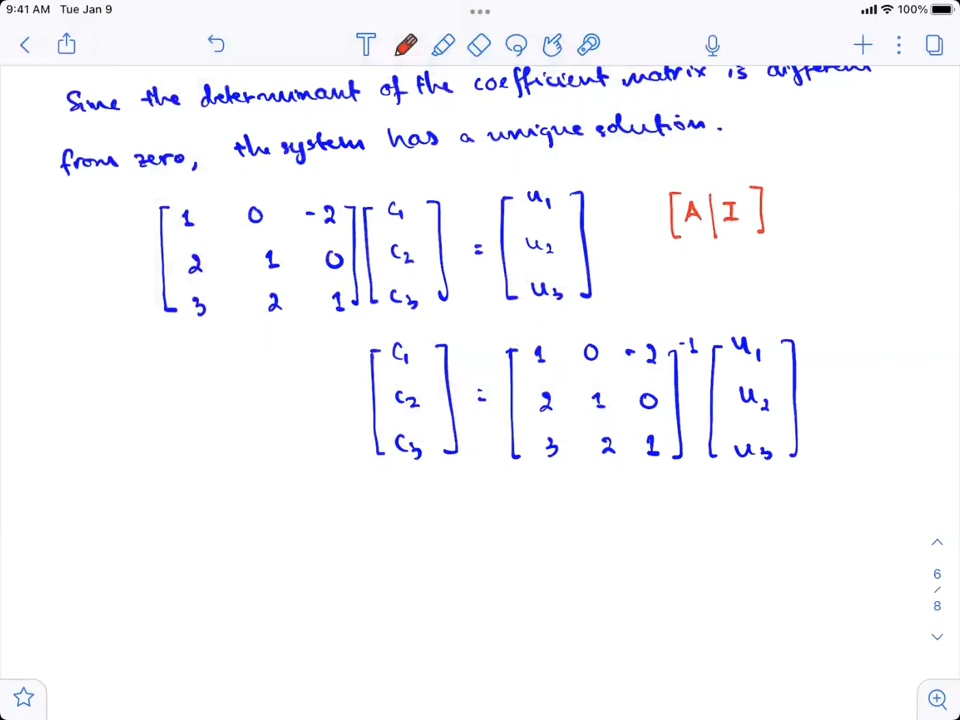 9:41 AM Tue Jan 9
100%
T
Since the determinant of the coefficient matrix is different
from zero, the system has a unique solution.
[1 0 -2] [c1] = [u1] [A|I]
[2 1 0] [c2] [u2]
[3 2 1] [c3] [u3]
[c1] = [1 0 -2]-1 [u1]
[c2] [2 1 0] [u2]
[c3] [3 2 1] [u3]
6
/
8